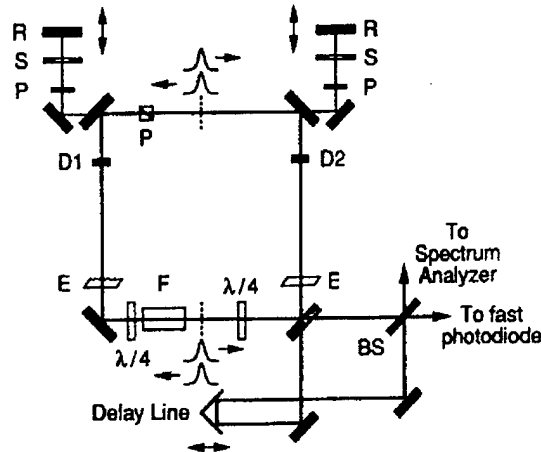 R
S
P
R
S
P
P
D1
D2
E
F
λ/4
E
λ/4
To
Spectrum
Analyzer
To fast
photodiode
BS
Delay Line